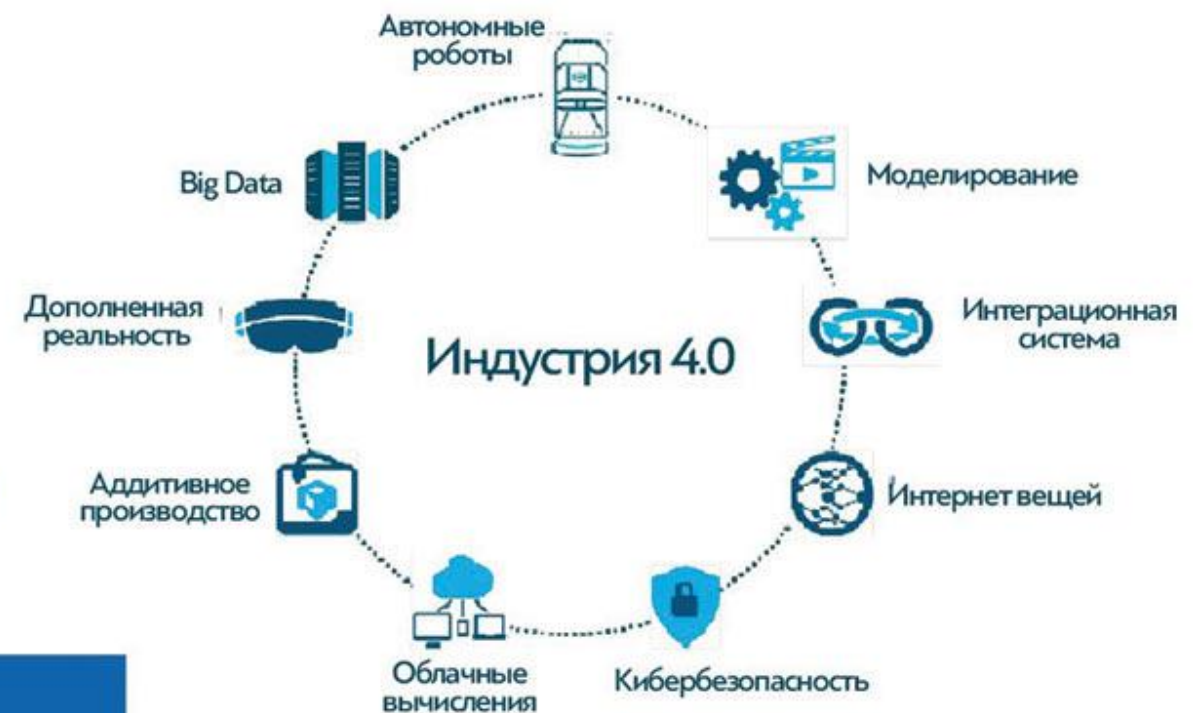 Автономные
роботы
Big Data
Моделирование
Дополненная
реальность
Интеграционная
система
Индустрия 4.0
Аддитивное
производство
Интернет вещей
Облачные
вычисления
Кибербезопасность